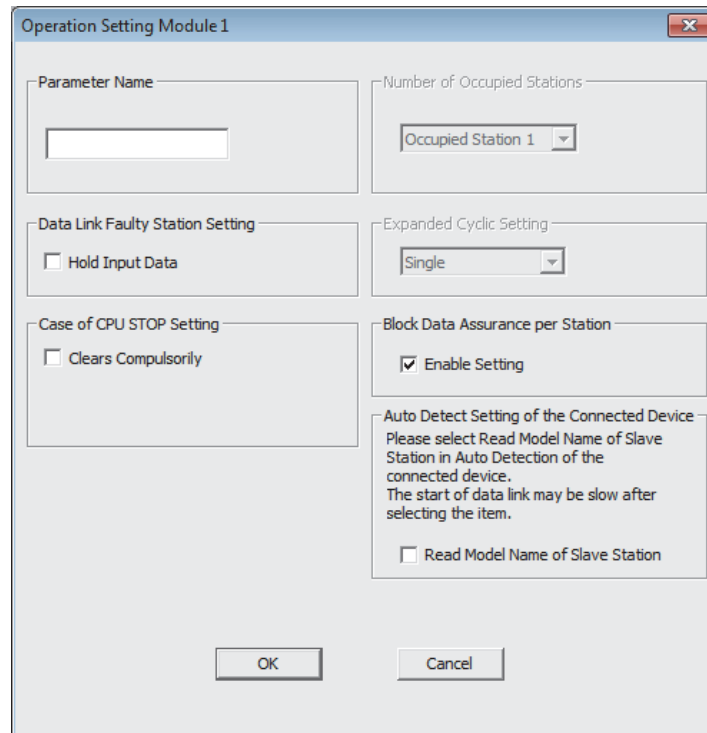 Operation Setting Module 1
Parameter Name
Number of Occupied Stations
Occupied Station 1
Data Link Faulty Station Setting
Hold Input Data
Expanded Cyclic Setting
Single
Case of CPU STOP Setting
Clears Compulsorily
Block Data Assurance per Station
Enable Setting
Auto Detect Setting of the Connected Device
Please select Read Model Name of Slave
Station in Auto Detection of the
connected device.
The start of data link may be slow after
selecting the item.
Read Model Name of Slave Station
OK
Cancel